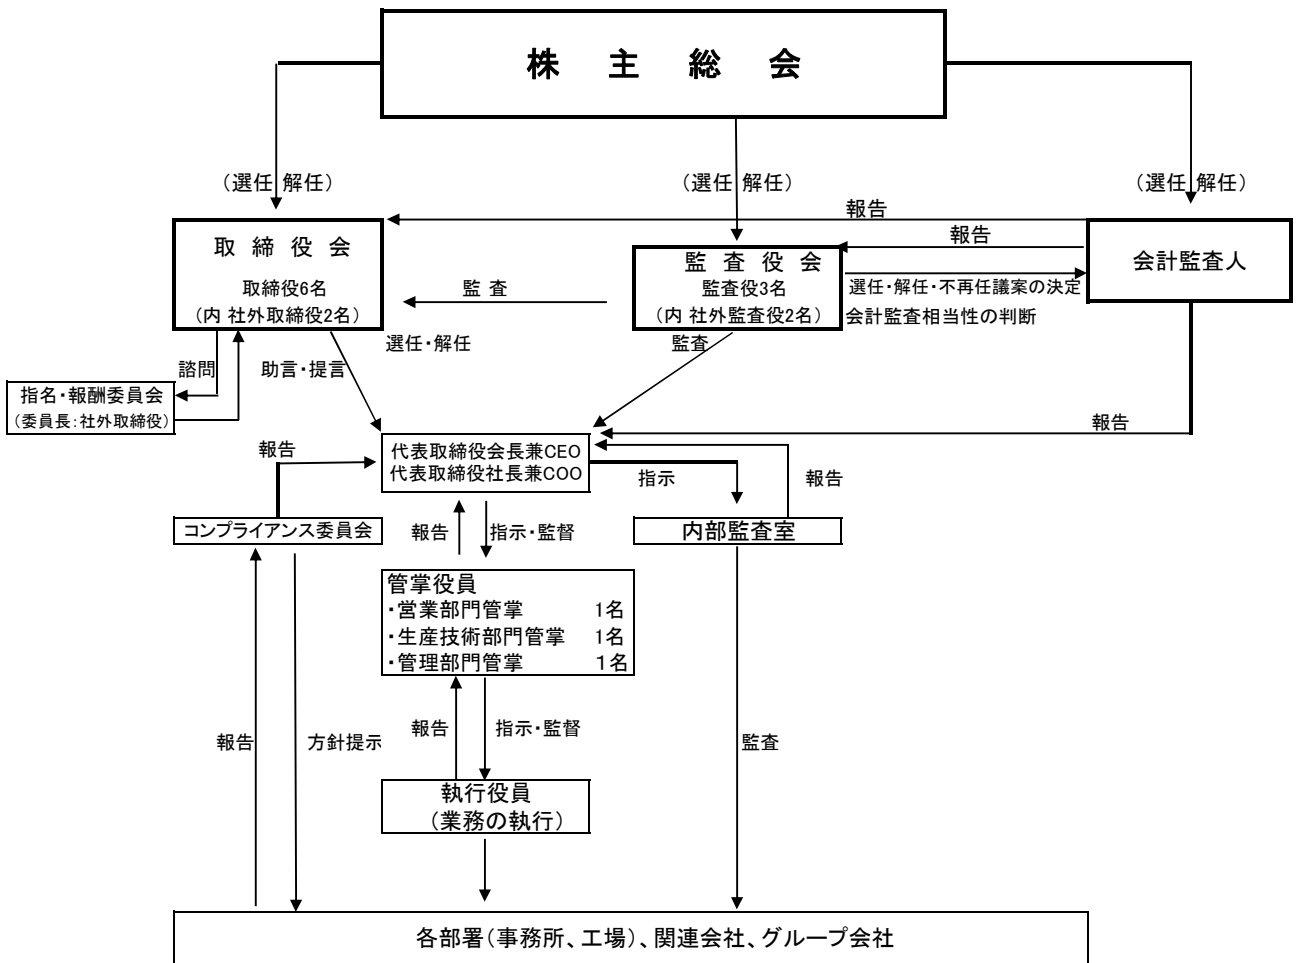 株 主 総 会
(選任 解任)
(選任 解任)
(選任 解任)
報告
取 締 役 会
取締役6名
(内 社外取締役2名)
監 査
監 査 役 会
監査役3名
(内 社外監査役2名)
報告
会計監査人
選任・解任・不再任議案の決定
会計監査相当性の判断
選任・解任
監査
諮問
助言・提言
指名・報酬委員会
(委員長:社外取締役)
報告
報告
代表取締役会長兼CEO
代表取締役社長兼COO
指示
報告
コンプライアンス委員会
報告
指示・監督
内部監査室
管掌役員
・営業部門管掌 1名
・生産技術部門管掌 1名
・管理部門管掌 1名
報告
方針提示
報告
指示・監督
監査
執行役員
(業務の執行)
各部署(事務所、工場)、関連会社、グループ会社